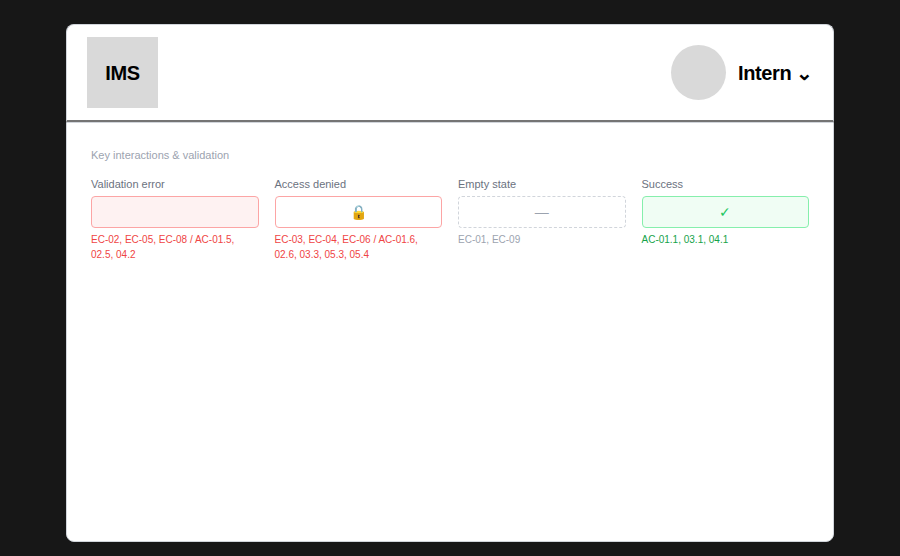 IMS
Intern
Key interactions & validation
Validation error
Access denied
Empty state
Success
EC-02, EC-05, EC-08 / AC-01.5,
02.5, 04.2
EC-03, EC-04, EC-06 / AC-01.6,
02.6, 03.3, 05.3, 05.4
EC-01, EC-09
AC-01.1, 03.1, 04.1